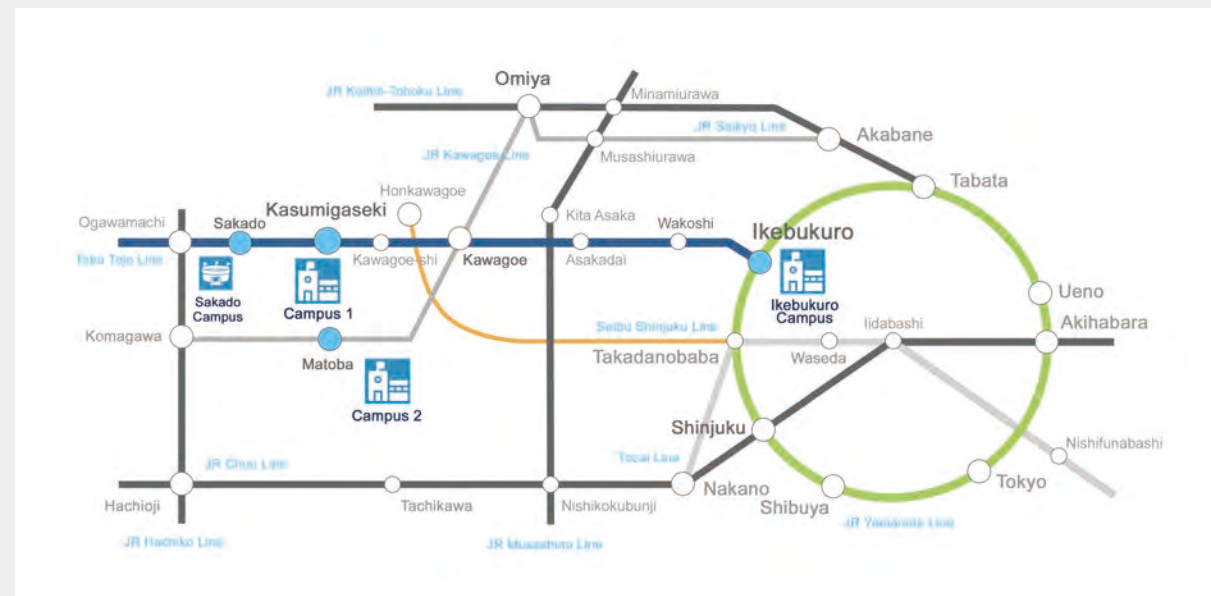 Omiya
JR Keihin-Tohoku Line
Minamiurawa
JR Saikyo Line
Akabane
JR Kawagoe Line
Musashiurawa
Tabata
Honkawagoe
Ogawamachi
Sakado
Kasumigaseki
Kita Asaka
Wakoshi
Ikebukuro
Tobu Tojo Line
Kawagoe-shi
Kawagoe
Asakadai
Sakado
Campus
Campus 1
Ikebukuro
Campus
Ueno
Komagawa
Seibu Shinjuku Line
Iidabashi
Akihabara
Matoba
Takadanobaba
Waseda
Campus 2
Shinjuku
Nishifunabashi
JR Chuo Line
Tozai Line
Hachioji
Tachikawa
Nishikokubunji
Nakano
Shibuya
Tokyo
JR Hachiko Line
JR Musashino Line
JR Yamanote Line